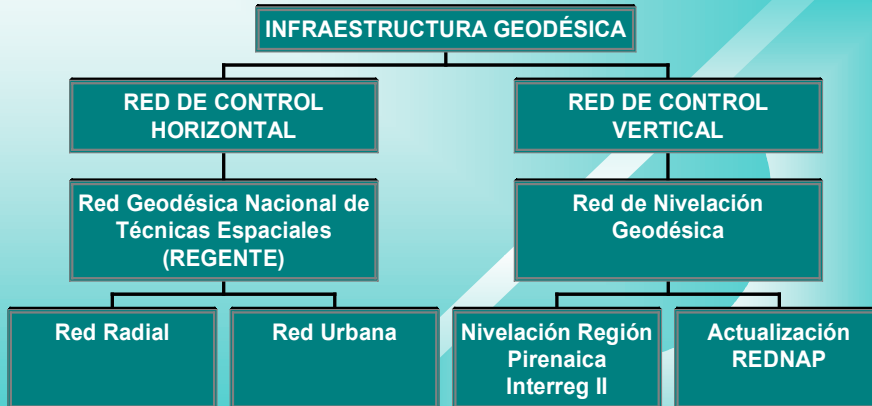 INFRAESTRUCTURA GEODÉSICA
RED DE CONTROL
HORIZONTAL
RED DE CONTROL
VERTICAL
Red Geodésica Nacional de
Técnicas Espaciales
(REGENTE)
Red de Nivelación
Geodésica
Red Radial
Red Urbana
Nivelación Región
Pirenaica
Interreg II
Actualización
REDNAP